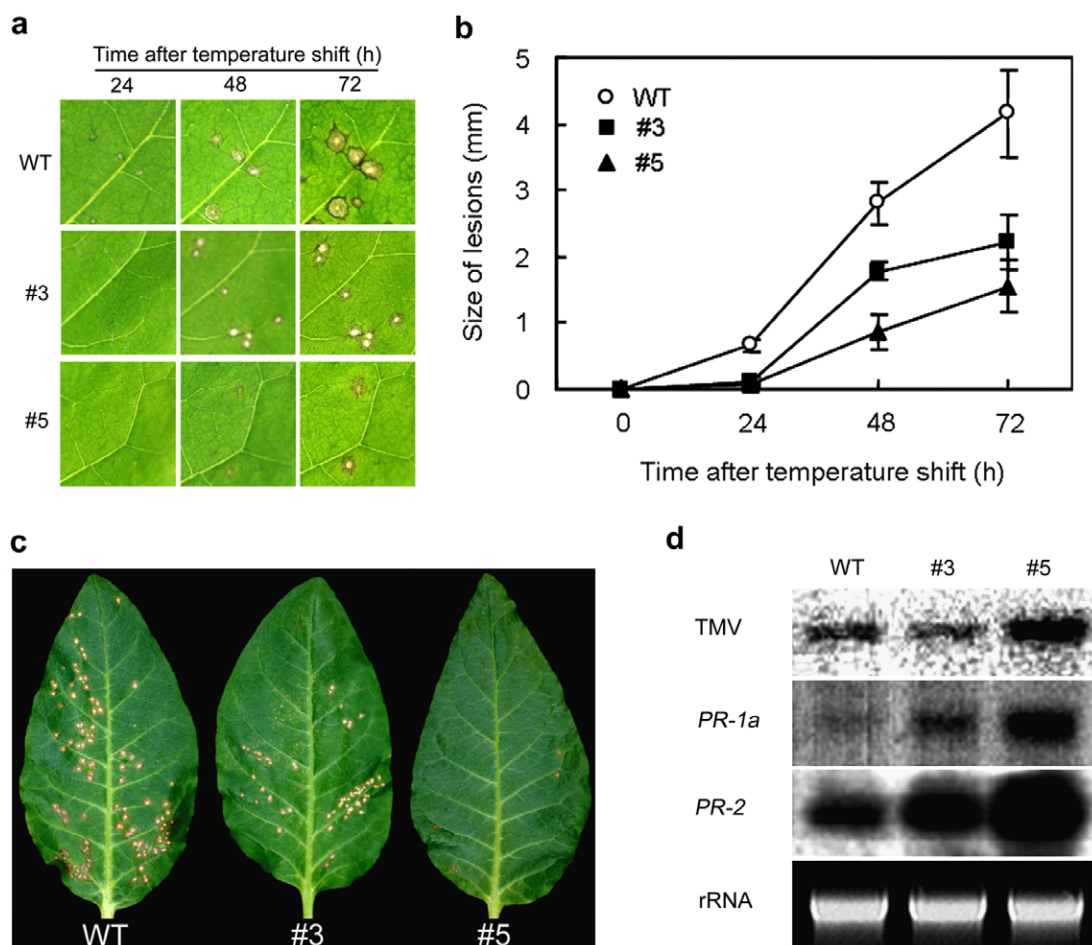 a
Time after temperature shift (h)
24 48 72
WT
#3
#5
b
5
4
3
2
1
0
Size of lesions (mm)
WT
#3
#5
0 24 48 72
Time after temperature shift (h)
c
WT #3 #5
d
WT #3 #5
TMV
PR-1a
PR-2
rRNA